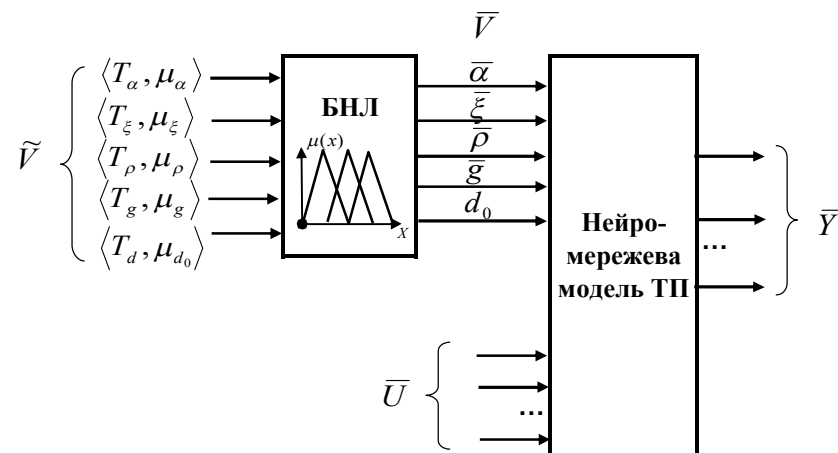 V̅
⟨T_α, μ_α⟩
α̅
БНЛ
⟨T_ξ, μ_ξ⟩
ξ̅
μ(x)
Ṽ
⟨T_ρ, μ_ρ⟩
ρ̅
g̅
⟨T_g, μ_g⟩
d₀
x
Y̅
Нейро-
...
⟨T_d, μ_d₀⟩
мережева
модель ТП
U̅
...